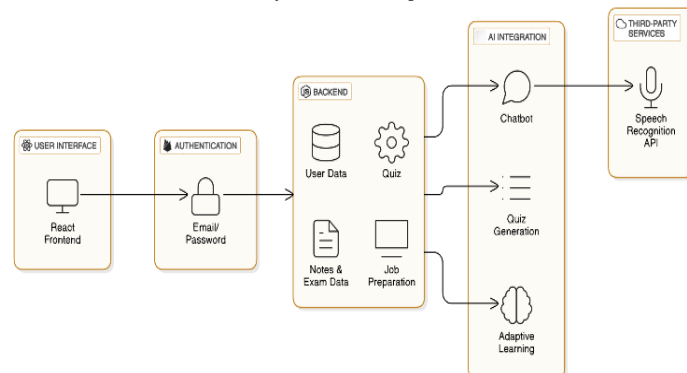 USER INTERFACE
React
Frontend
AUTHENTICATION
Email/
Password
JS
BACKEND
User Data
Quiz
Notes &
Exam Data
Job
Preparation
AI INTEGRATION
Chatbot
Quiz
Generation
Adaptive
Learning
THIRD-PARTY
SERVICES
Speech
Recognition
API